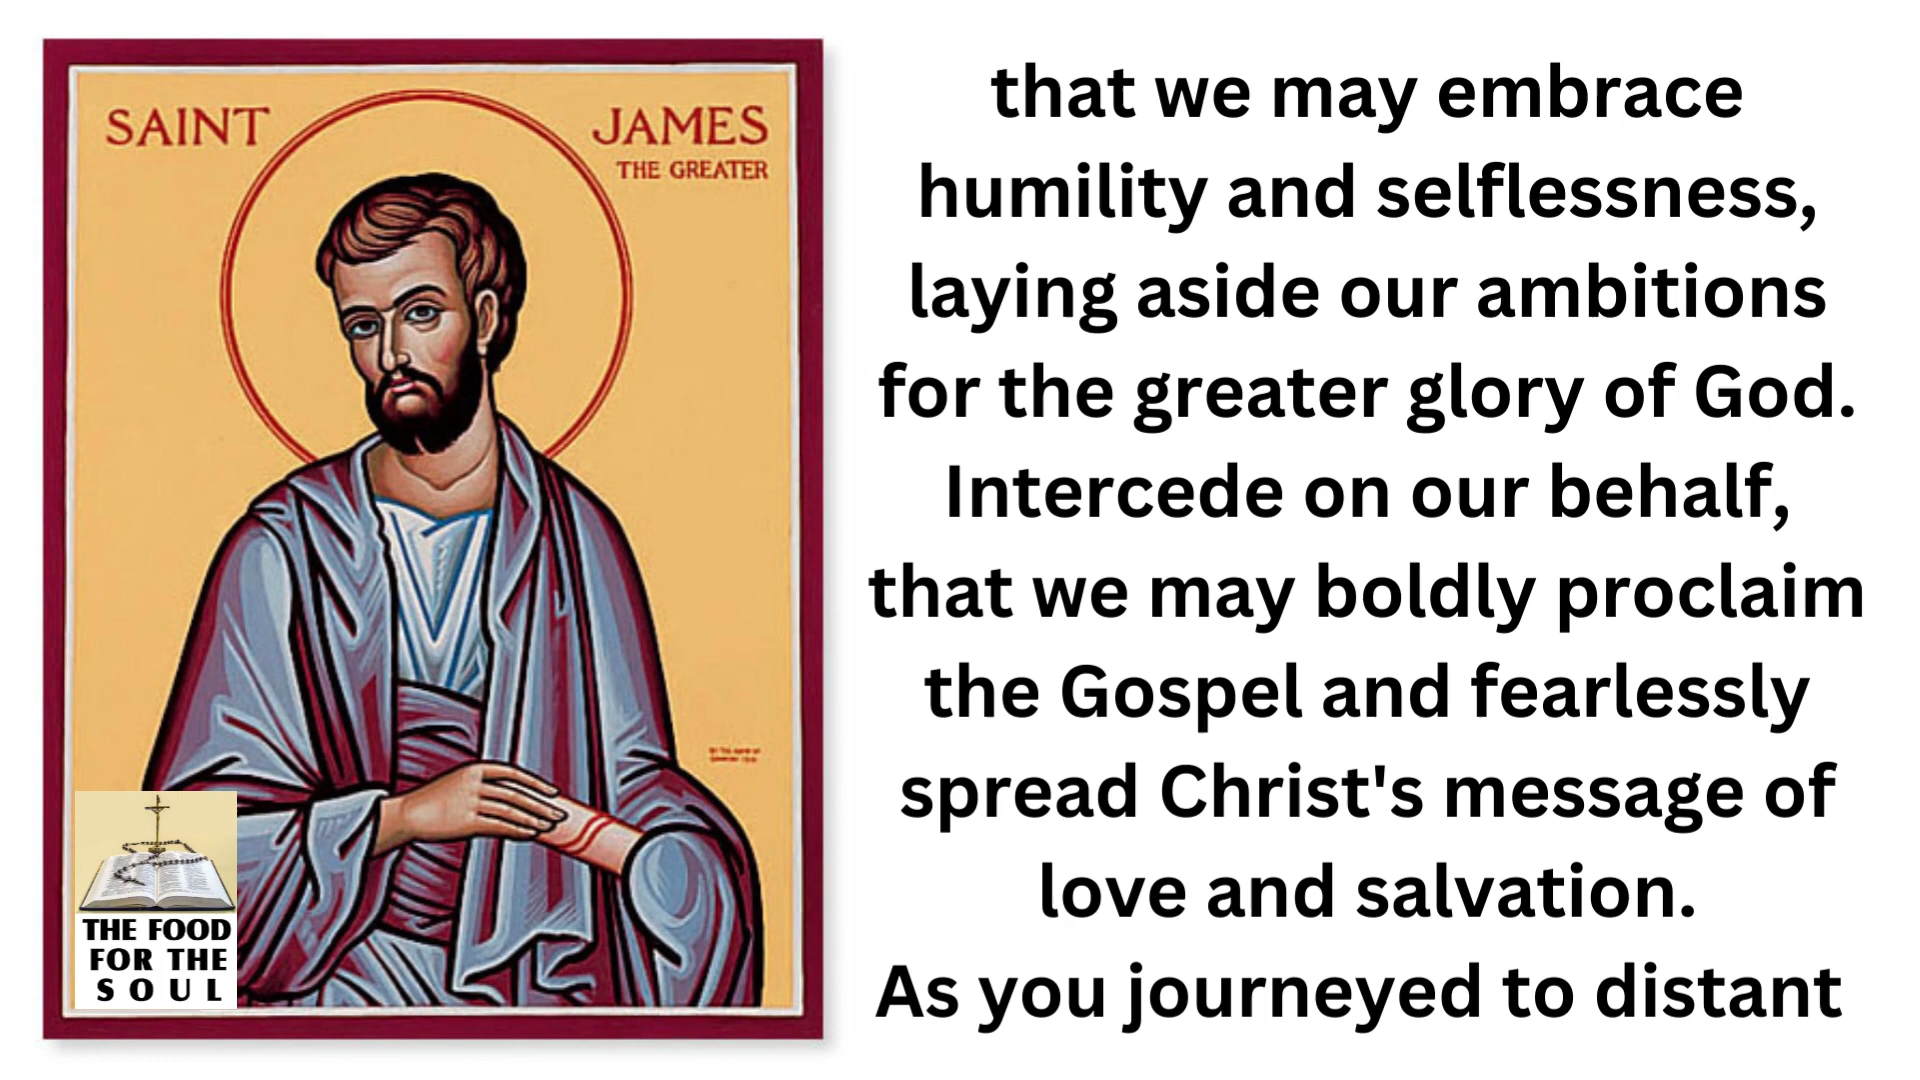 SAINT JAMES
THE GREATER
THE FOOD
FOR THE
SOUL
that we may embrace
humility and selflessness,
laying aside our ambitions
for the greater glory of God.
Intercede on our behalf,
that we may boldly proclaim
the Gospel and fearlessly
spread Christ's message of
love and salvation.
As you journeyed to distant